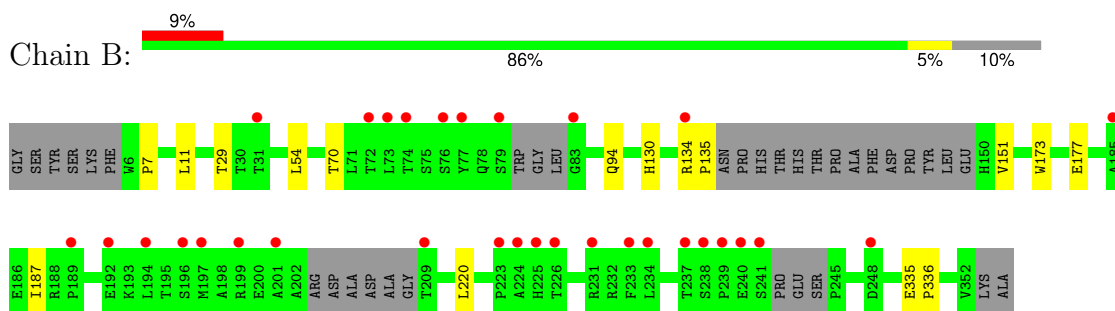 9%
Chain B:
86% 5% 10%
GLY SER TYR SER LYS PHE W6 P7 L11 T29 T30 T31 L54 T70 L71 T72 L73 T74 S75 S76 Y77 Q78 S79 TRP GLY LEU G83 Q94 H130 R134 P135 ASN PRO HIS THR HIS THR PRO ALA PHE ASP PRO TYR LEU GLU H150 V151 W173 E177 A185
E186 I187 R188 P189 E192 K193 L194 T195 S196 M197 A198 R199 E200 A201 A202 ARG ASP ALA ASP ALA GLY T209 L220 P223 A224 H225 T226 R231 R232 F233 L234 T237 S238 P239 E240 S241 PRO GLU SER P245 D248 E335 P336 V352 LYS ALA